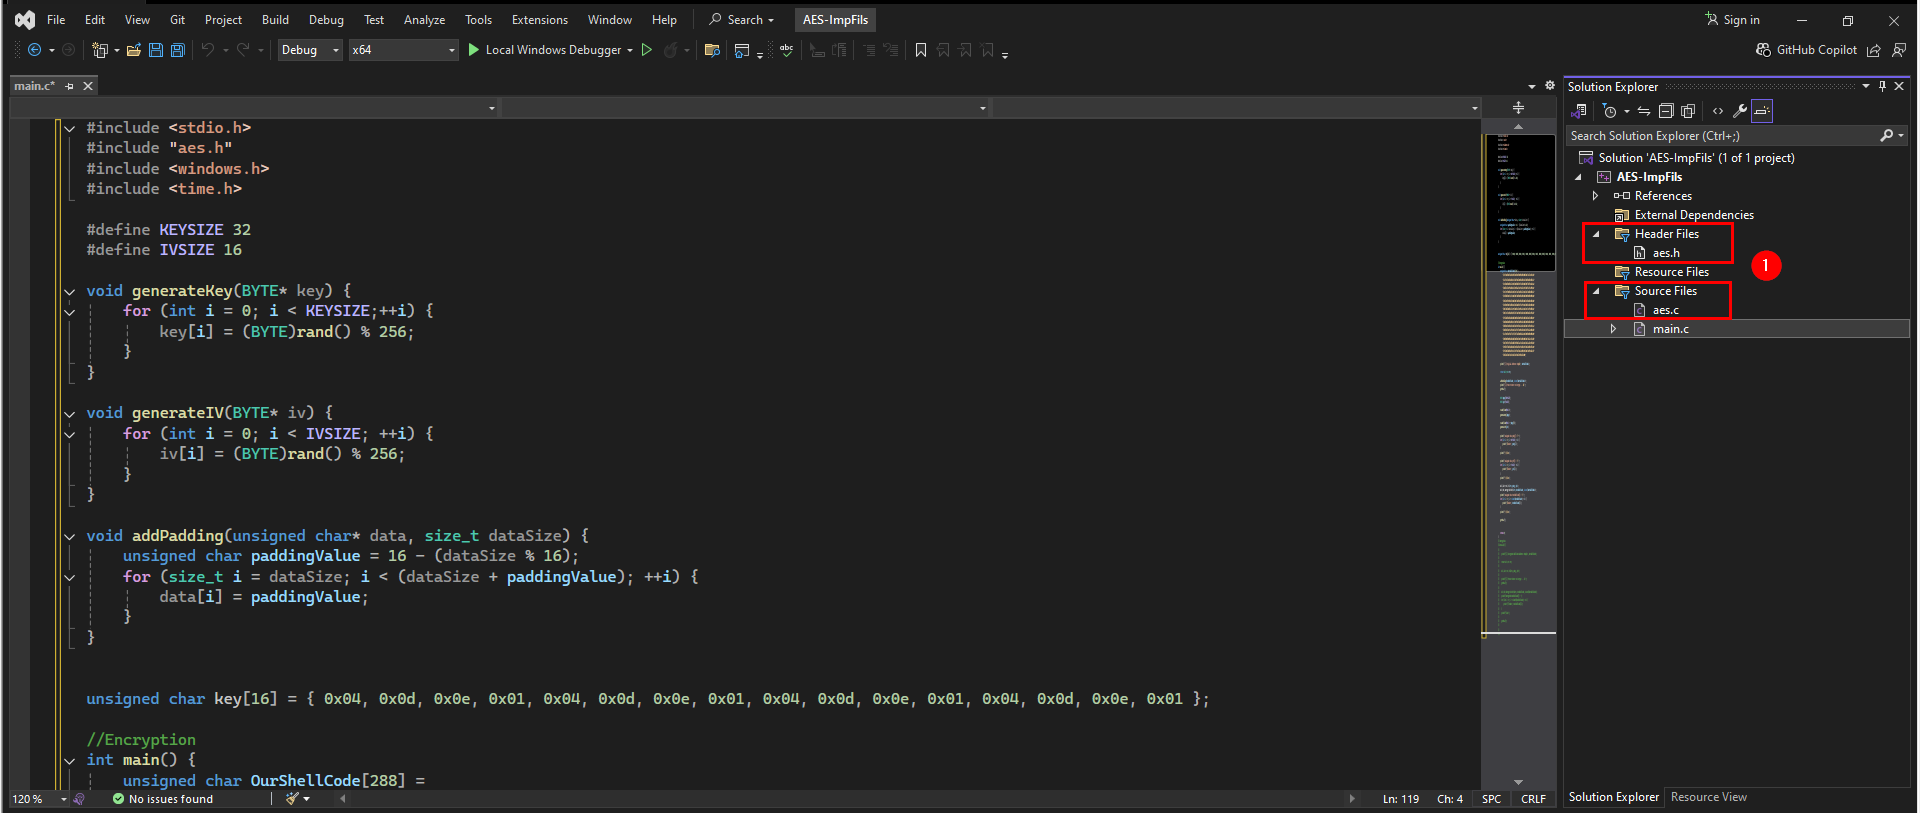 File Edit View Git Project Build Debug Test Analyze Tools Extensions Window Help Search AES-ImpFils Sign in
Debug x64 Local Windows Debugger abc GitHub Copilot
main.c*
#include <stdio.h>
#include "aes.h"
#include <windows.h>
#include <time.h>
#define KEYSIZE 32
#define IVSIZE 16
void generateKey(BYTE* key) {
for (int i = 0; i < KEYSIZE;++i) {
key[i] = (BYTE)rand() % 256;
}
}
void generateIV(BYTE* iv) {
for (int i = 0; i < IVSIZE; ++i) {
iv[i] = (BYTE)rand() % 256;
}
}
void addPadding(unsigned char* data, size_t dataSize) {
unsigned char paddingValue = 16 - (dataSize % 16);
for (size_t i = dataSize; i < (dataSize + paddingValue); ++i) {
data[i] = paddingValue;
}
}
unsigned char key[16] = { 0x04, 0x0d, 0x0e, 0x01, 0x04, 0x0d, 0x0e, 0x01, 0x04, 0x0d, 0x0e, 0x01, 0x04, 0x0d, 0x0e, 0x01 };
//Encryption
int main() {
unsigned char OurShellCode[288] =
120 % No issues found Ln: 119 Ch: 4 SPC CRLF
Solution Explorer
Search Solution Explorer (Ctrl+;)
Solution 'AES-ImpFils' (1 of 1 project)
AES-ImpFils
References
External Dependencies
Header Files
aes.h
1
Resource Files
Source Files
aes.c
main.c
Solution Explorer Resource View